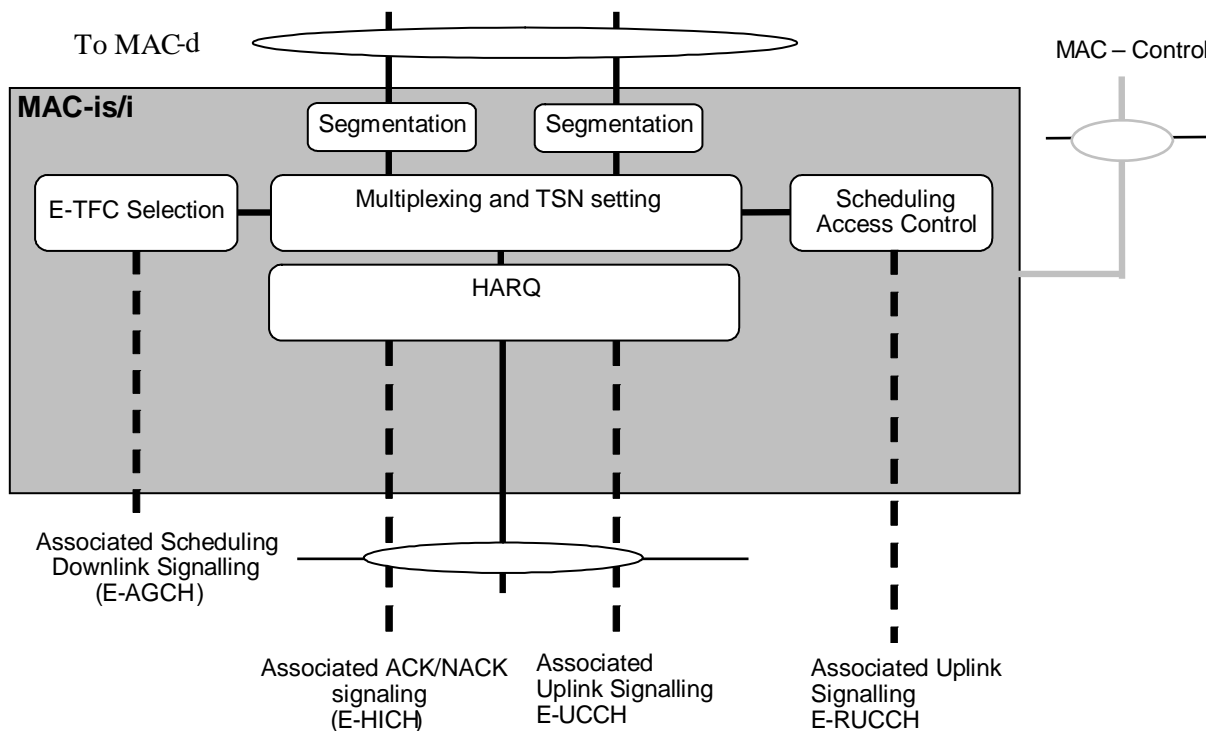 To MAC-d
MAC – Control
MAC-is/i
Segmentation
Segmentation
E-TFC Selection
Multiplexing and TSN setting
Scheduling
Access Control
HARQ
Associated Scheduling
Downlink Signalling
(E-AGCH)
Associated ACK/NACK
signaling
(E-HICH)
Associated
Uplink Signalling
E-UCCH
Associated Uplink
Signalling
E-RUCCH